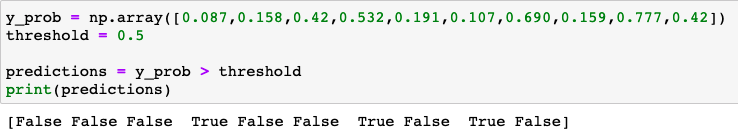 y_prob = np.array([0.087,0.158,0.42,0.532,0.191,0.107,0.690,0.159,0.777,0.42])
threshold = 0.5
predictions = y_prob > threshold
print(predictions)
[False False False  True False False  True False  True False]